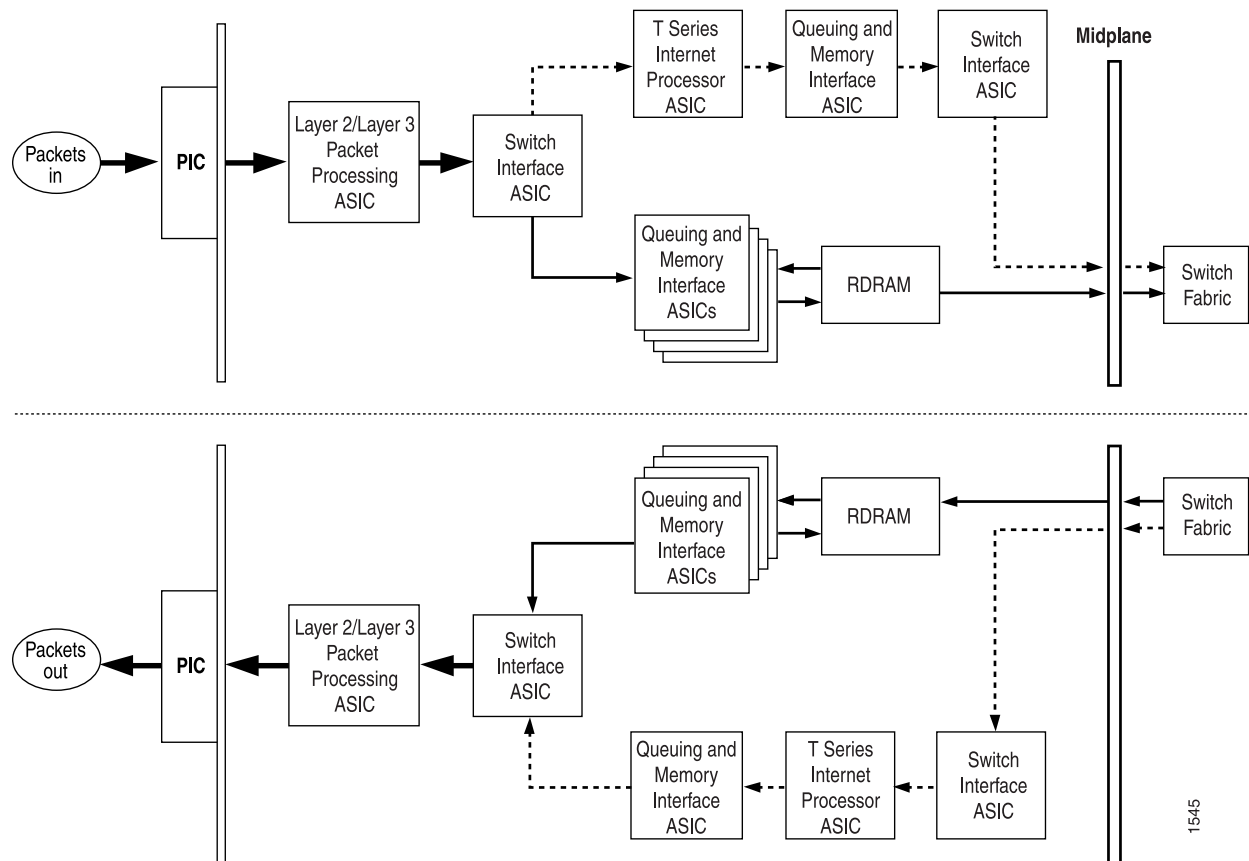 Packets
in
PIC
Layer 2/Layer 3
Packet
Processing
ASIC
Switch
Interface
ASIC
T Series
Internet
Processor
ASIC
Queuing and
Memory
Interface
ASIC
Switch
Interface
ASIC
Midplane
Queuing and
Memory
Interface
ASICs
RDRAM
Switch
Fabric
Queuing and
Memory
Interface
ASICs
RDRAM
Switch
Fabric
Packets
out
PIC
Layer 2/Layer 3
Packet
Processing
ASIC
Switch
Interface
ASIC
Queuing and
Memory
Interface
ASIC
T Series
Internet
Processor
ASIC
Switch
Interface
ASIC
1545